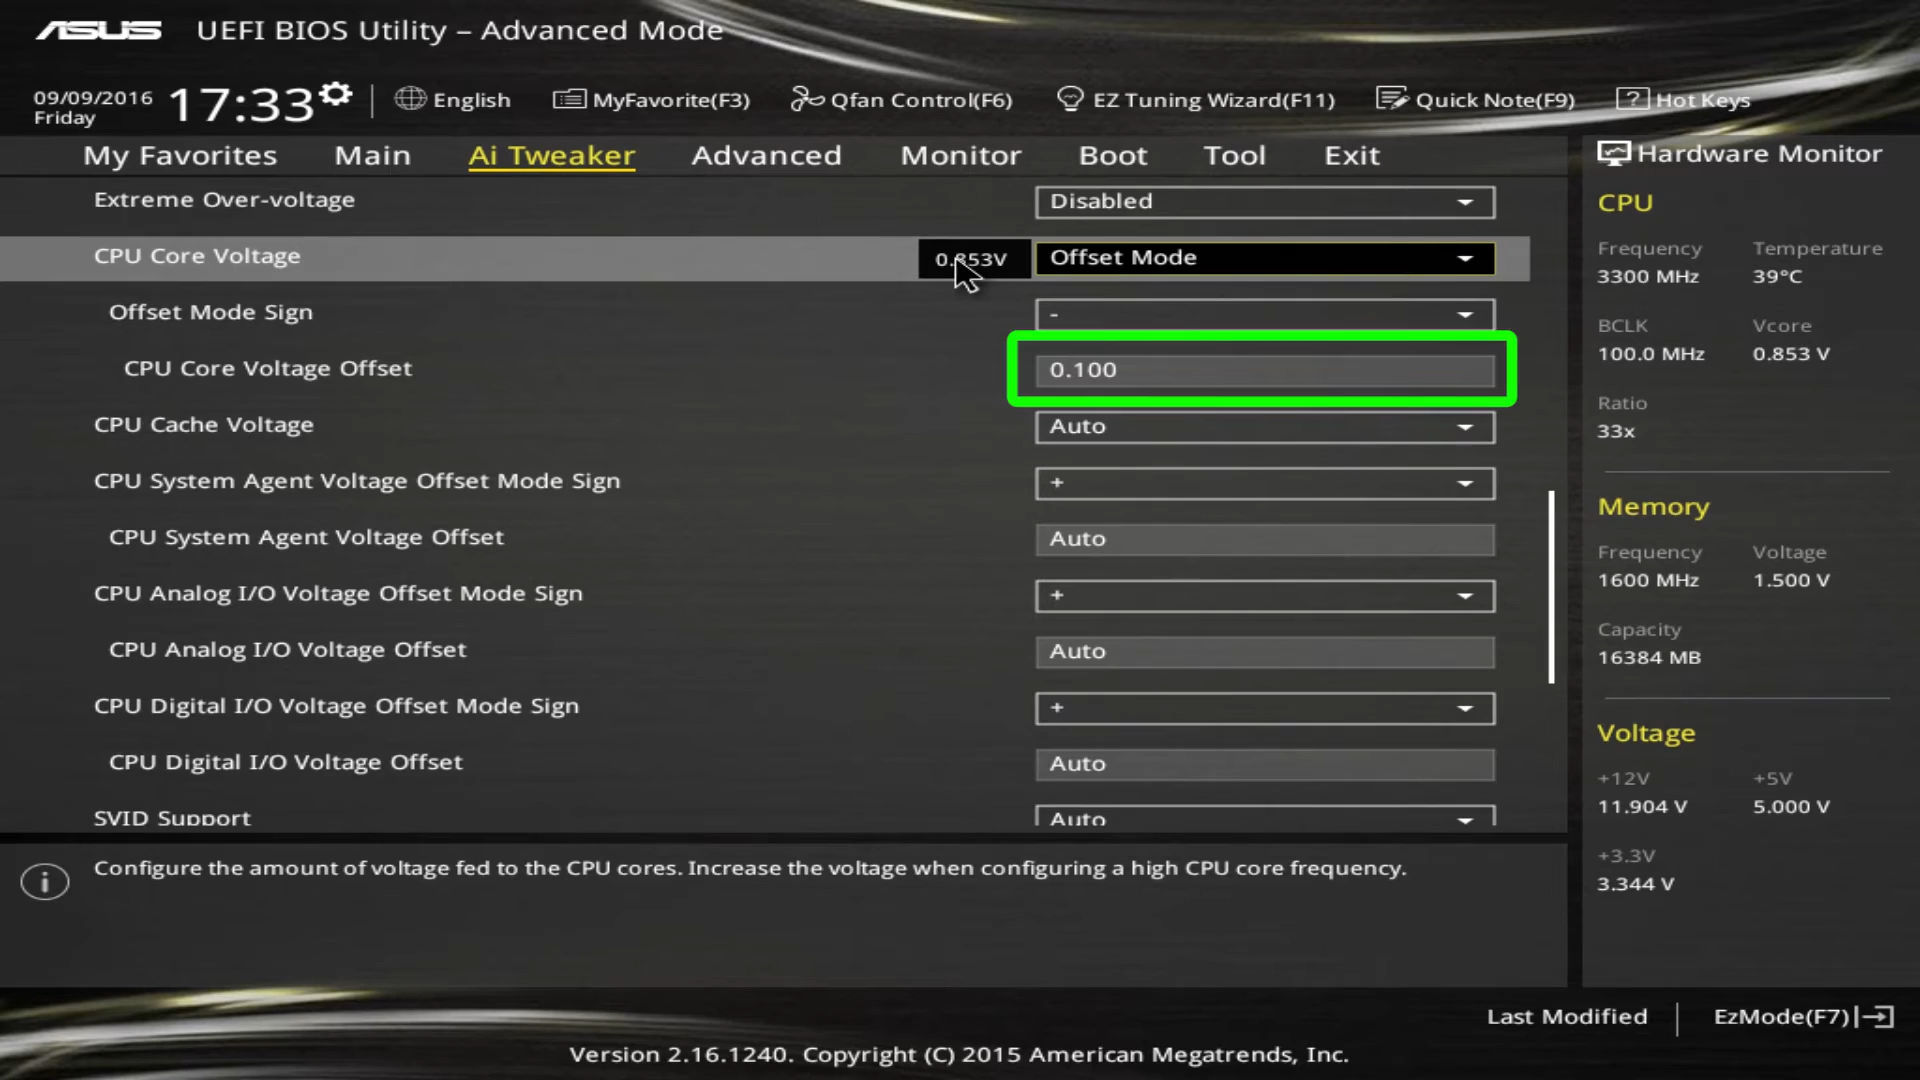 ASUS UEFI BIOS Utility – Advanced Mode
09/09/2016
Friday
17:33
English MyFavorite(F3) Qfan Control(F6) EZ Tuning Wizard(F11) Quick Note(F9) ? Hot Keys
My Favorites Main Ai Tweaker Advanced Monitor Boot Tool Exit
Extreme Over-voltage Disabled
CPU Core Voltage 0.853V Offset Mode
Offset Mode Sign -
CPU Core Voltage Offset 0.100
CPU Cache Voltage Auto
CPU System Agent Voltage Offset Mode Sign +
CPU System Agent Voltage Offset Auto
CPU Analog I/O Voltage Offset Mode Sign +
CPU Analog I/O Voltage Offset Auto
CPU Digital I/O Voltage Offset Mode Sign +
CPU Digital I/O Voltage Offset Auto
SVID Support Auto
i Configure the amount of voltage fed to the CPU cores. Increase the voltage when configuring a high CPU core frequency.
Hardware Monitor
CPU
Frequency Temperature
3300 MHz 39°C
BCLK Vcore
100.0 MHz 0.853 V
Ratio
33x
Memory
Frequency Voltage
1600 MHz 1.500 V
Capacity
16384 MB
Voltage
+12V +5V
11.904 V 5.000 V
+3.3V
3.344 V
Last Modified EzMode(F7)
Version 2.16.1240. Copyright (C) 2015 American Megatrends, Inc.